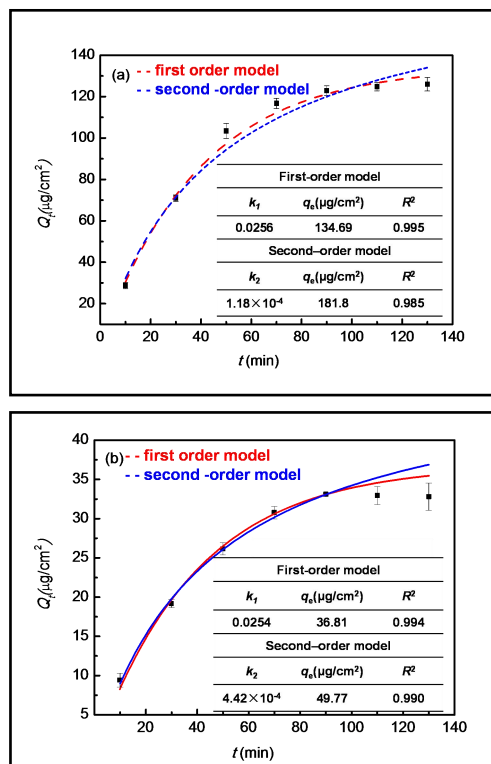 (a)
first order model
second -order model
140
120
100
80
60
40
20
Qt(μg/cm²)
First-order model
k1 qe(μg/cm²) R²
0.0256 134.69 0.995
Second–order model
k2 qe(μg/cm²) R²
1.18×10⁻⁴ 181.8 0.985
0 20 40 60 80 100 120 140
t (min)
(b)
first order model
second -order model
40
35
30
25
20
15
10
5
Qt(μg/cm²)
First-order model
k1 qe(μg/cm²) R²
0.0254 36.81 0.994
Second–order model
k2 qe(μg/cm²) R²
4.42×10⁻⁴ 49.77 0.990
0 20 40 60 80 100 120 140
t (min)